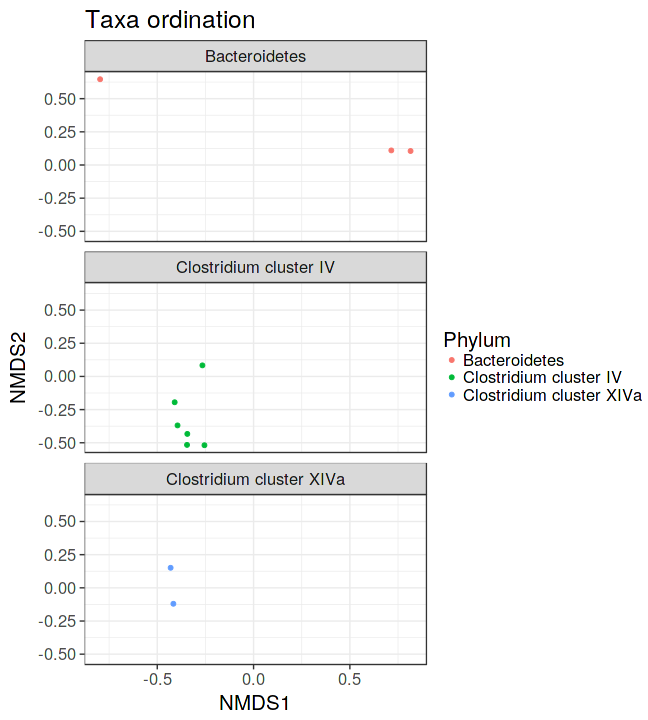 Taxa ordination
Bacteroidetes
0.50
0.25
0.00
-0.25
-0.50
Clostridium cluster IV
0.50
0.25
0.00
-0.25
-0.50
Clostridium cluster XIVa
0.50
0.25
0.00
-0.25
-0.50
-0.5 0.0 0.5
NMDS1
NMDS2
Phylum
Bacteroidetes
Clostridium cluster IV
Clostridium cluster XIVa